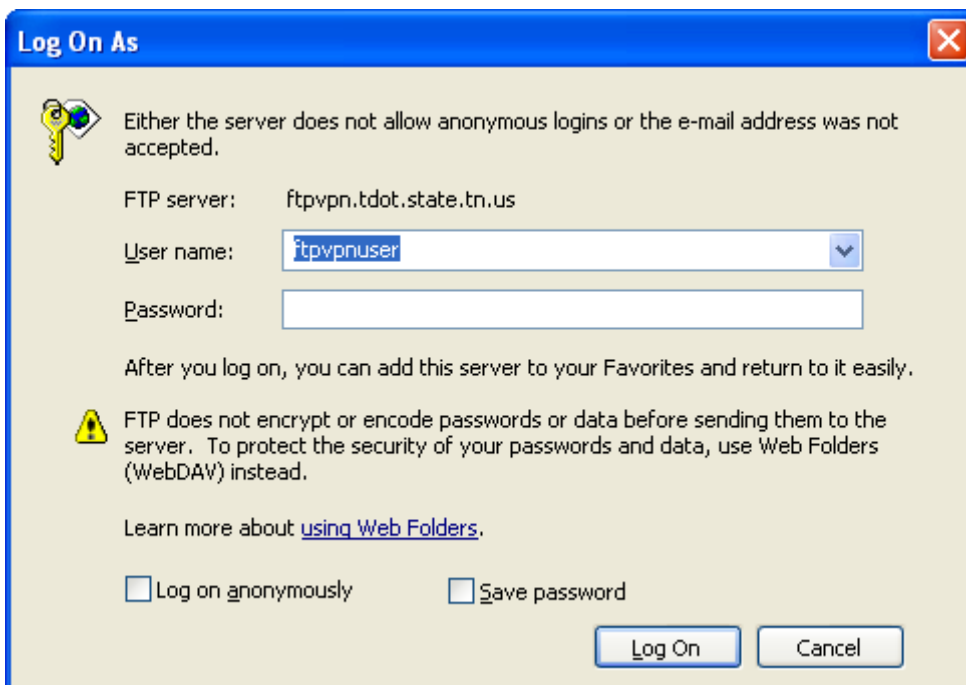 Log On As
Either the server does not allow anonymous logins or the e-mail address was not
accepted.
FTP server: ftpvpn.tdot.state.tn.us
User name: ftpvpnuser
Password:
After you log on, you can add this server to your Favorites and return to it easily.
FTP does not encrypt or encode passwords or data before sending them to the
server. To protect the security of your passwords and data, use Web Folders
(WebDAV) instead.
Learn more about using Web Folders.
Log on anonymously Save password
Log On Cancel